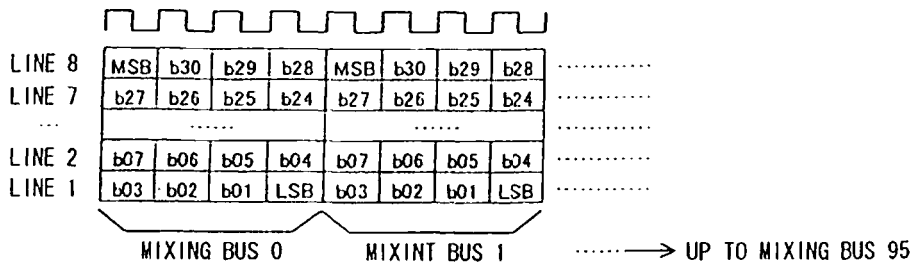 LINE 8 MSB b30 b29 b28 MSB b30 b29 b28 ............
LINE 7 b27 b26 b25 b24 b27 b26 b25 b24 ............
... ...... ...... ............
LINE 2 b07 b06 b05 b04 b07 b06 b05 b04 ............
LINE 1 b03 b02 b01 LSB b03 b02 b01 LSB ............
MIXING BUS 0 MIXINT BUS 1 ...... → UP TO MIXING BUS 95